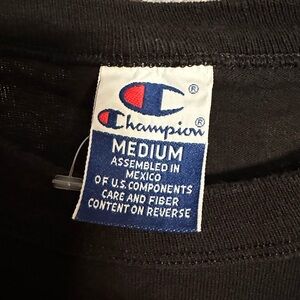 ®
Champion®
MEDIUM
ASSEMBLED IN
MEXICO
OF U.S. COMPONENTS
CARE AND FIBER
CONTENT ON REVERSE